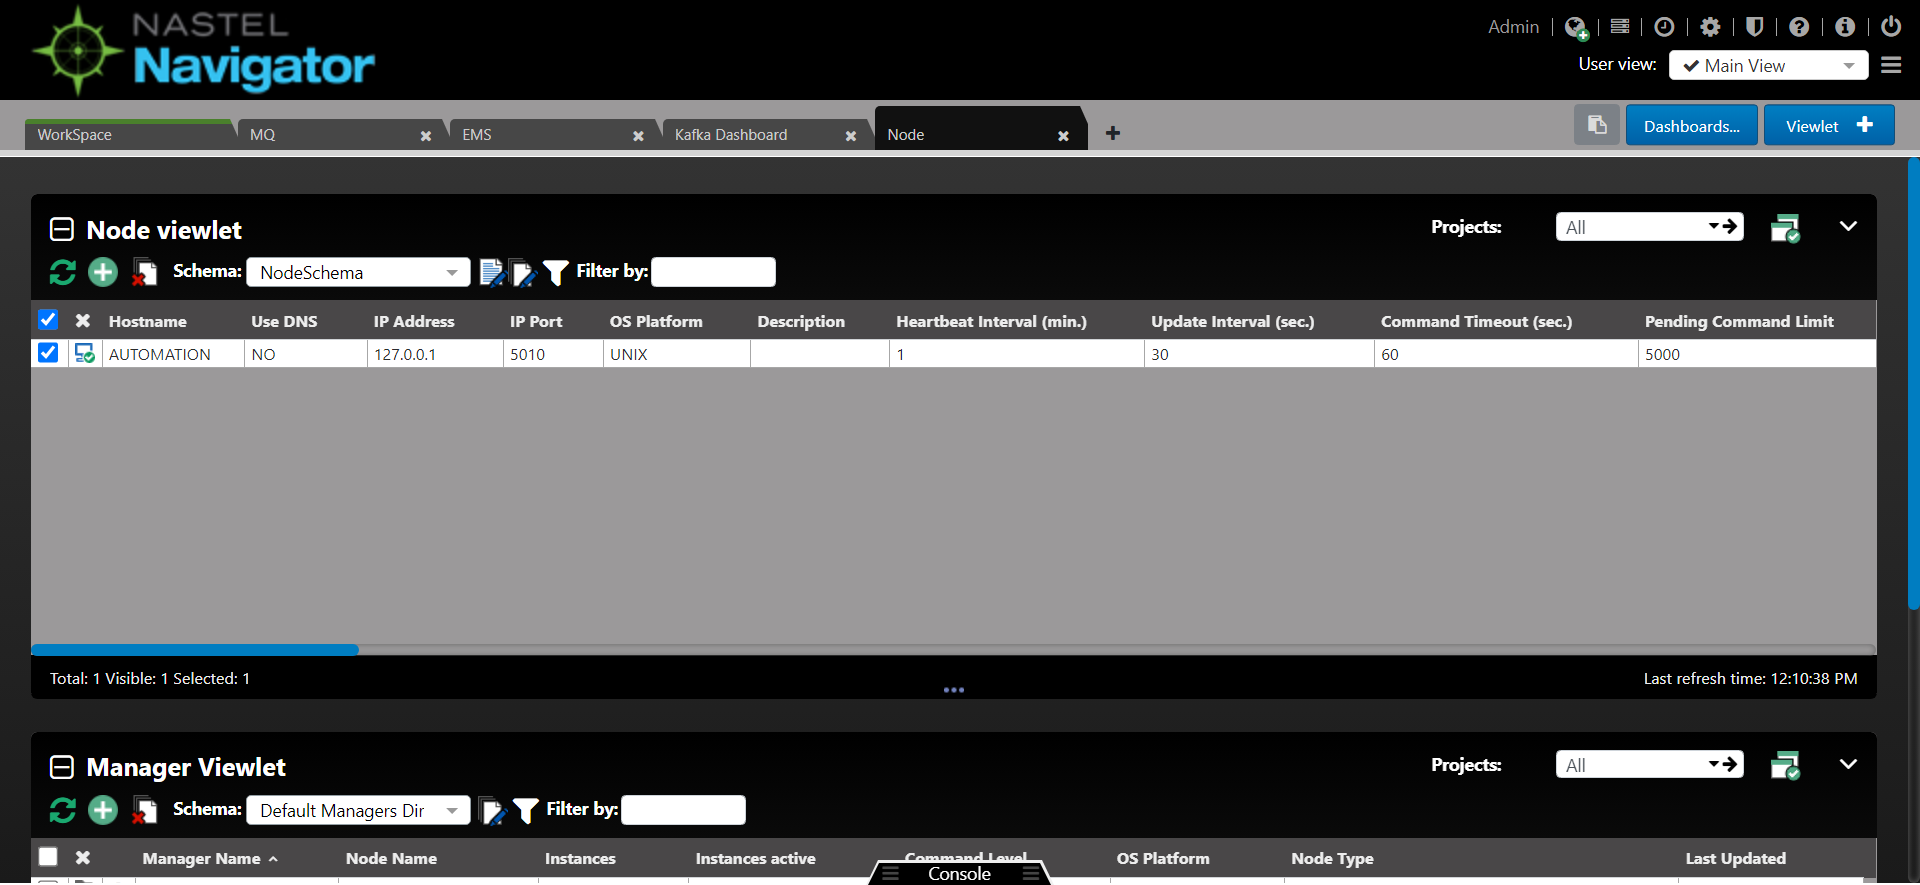 NASTEL
Navigator
Admin
User view: Main View
WorkSpace MQ EMS Kafka Dashboard Node
Dashboards... Viewlet
Node viewlet
Projects: All
Schema: NodeSchema Filter by:
Hostname Use DNS IP Address IP Port OS Platform Description Heartbeat Interval (min.) Update Interval (sec.) Command Timeout (sec.) Pending Command Limit
AUTOMATION NO 127.0.0.1 5010 UNIX 1 30 60 5000
Total: 1 Visible: 1 Selected: 1
Last refresh time: 12:10:38 PM
Manager Viewlet
Projects: All
Schema: Default Managers Dir Filter by:
Manager Name Node Name Instances Instances active Command Level OS Platform Node Type Last Updated
Console